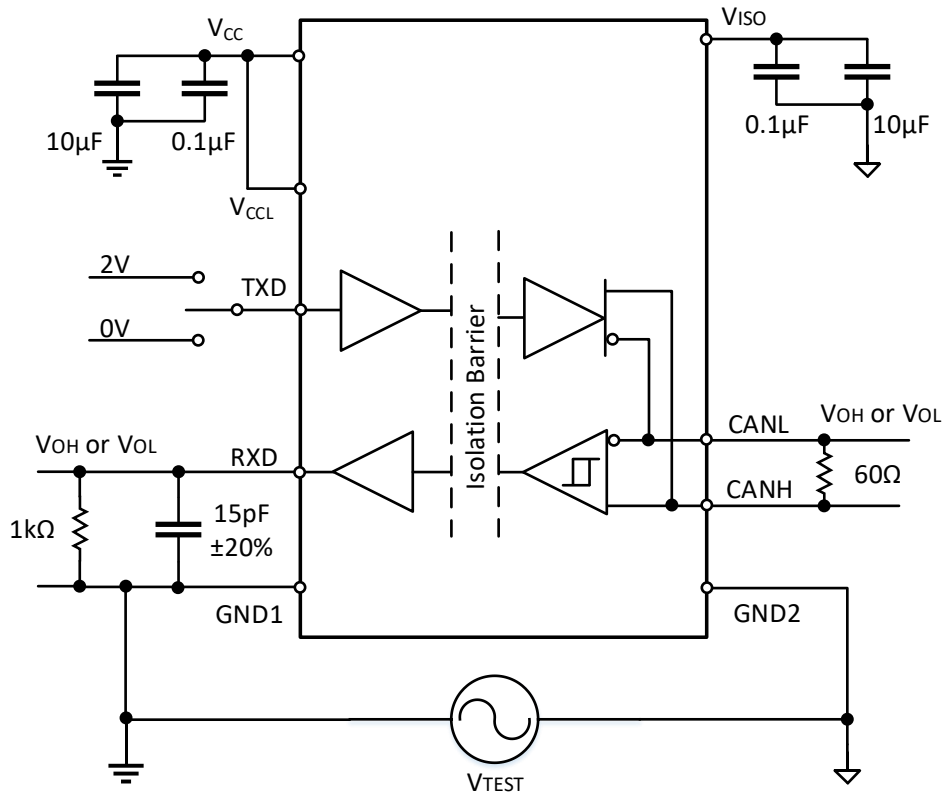 VCC
VISO
10µF
0.1µF
0.1µF
10µF
VCCL
2V
TXD
0V
Isolation Barrier
VOH or VOL
RXD
CANL
VOH or VOL
60Ω
CANH
1kΩ
15pF
±20%
GND1
GND2
VTEST